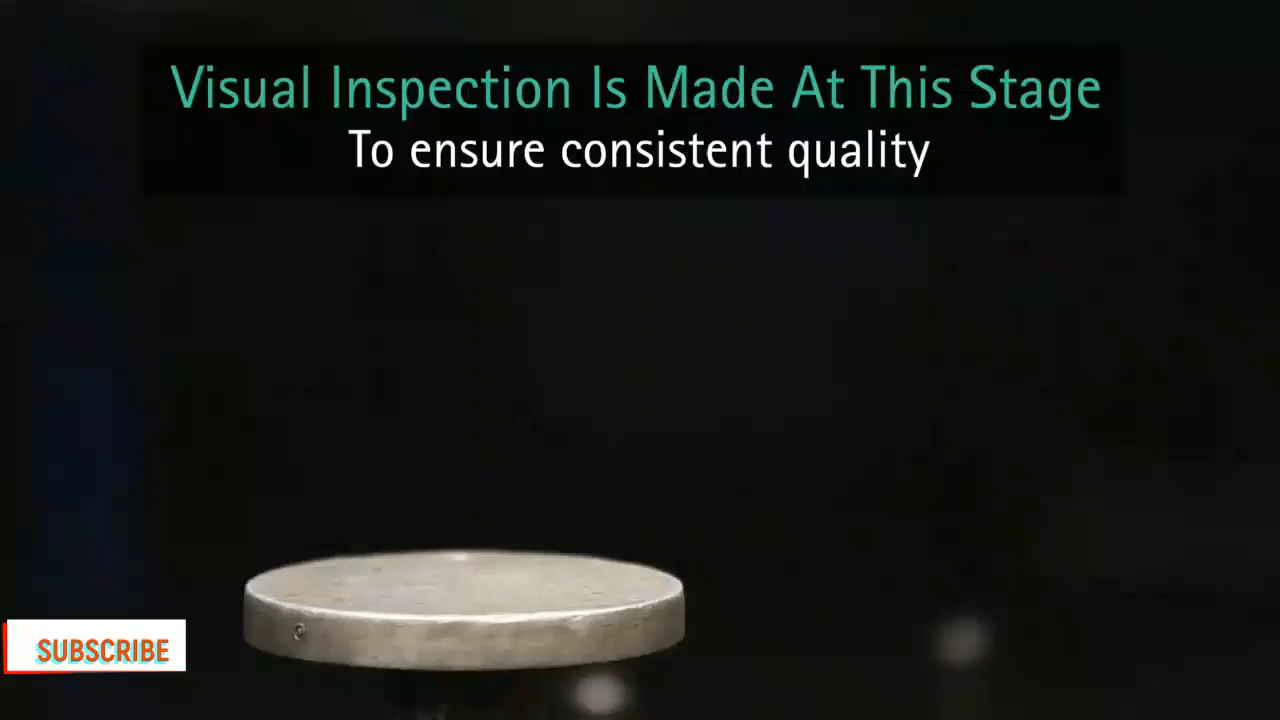 Visual Inspection Is Made At This Stage
To ensure consistent quality
SUBSCRIBE